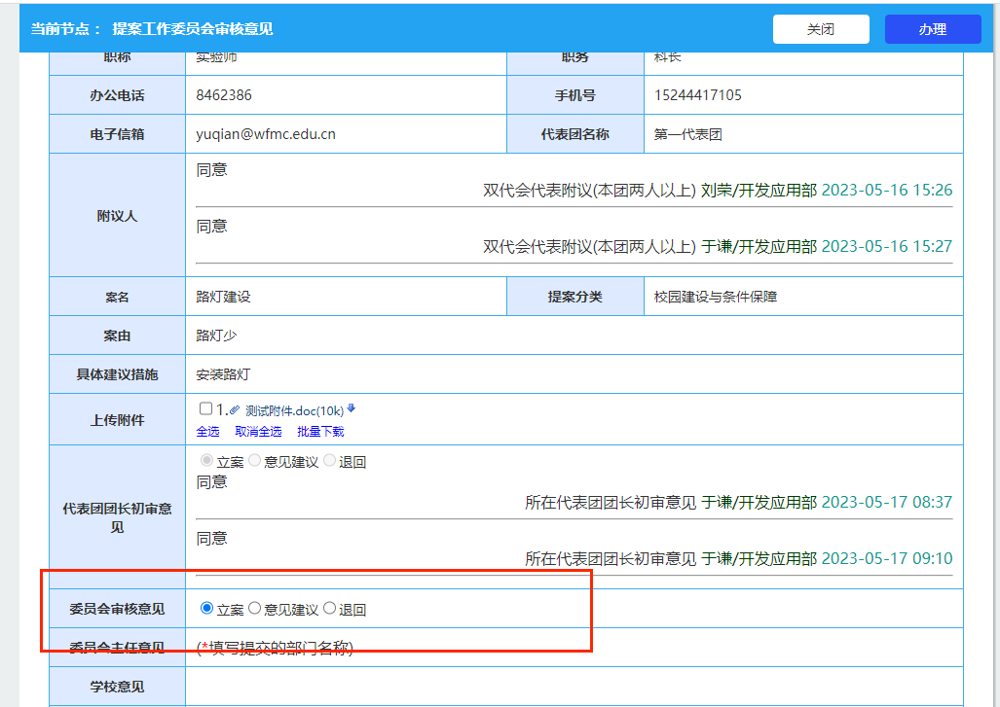 当前节点： 提案工作委员会审核意见 关闭 办理
职称 实验师 职务 科长
办公电话 8462386 手机号 15244417105
电子信箱 yuqian@wfmc.edu.cn 代表团名称 第一代表团
附议人
同意
双代会代表附议(本团两人以上) 刘荣/开发应用部 2023-05-16 15:26
同意
双代会代表附议(本团两人以上) 于谦/开发应用部 2023-05-16 15:27
案名 路灯建设 提案分类 校园建设与条件保障
案由 路灯少
具体建议措施 安装路灯
上传附件
1. 测试附件.doc(10k)
全选 取消全选 批量下载
代表团团长初审意
见
立案 意见建议 退回
同意
所在代表团团长初审意见 于谦/开发应用部 2023-05-17 08:37
同意
所在代表团团长初审意见 于谦/开发应用部 2023-05-17 09:10
委员会审核意见 立案 意见建议 退回
委员会主任意见 (*填写提交的部门名称)
学校意见